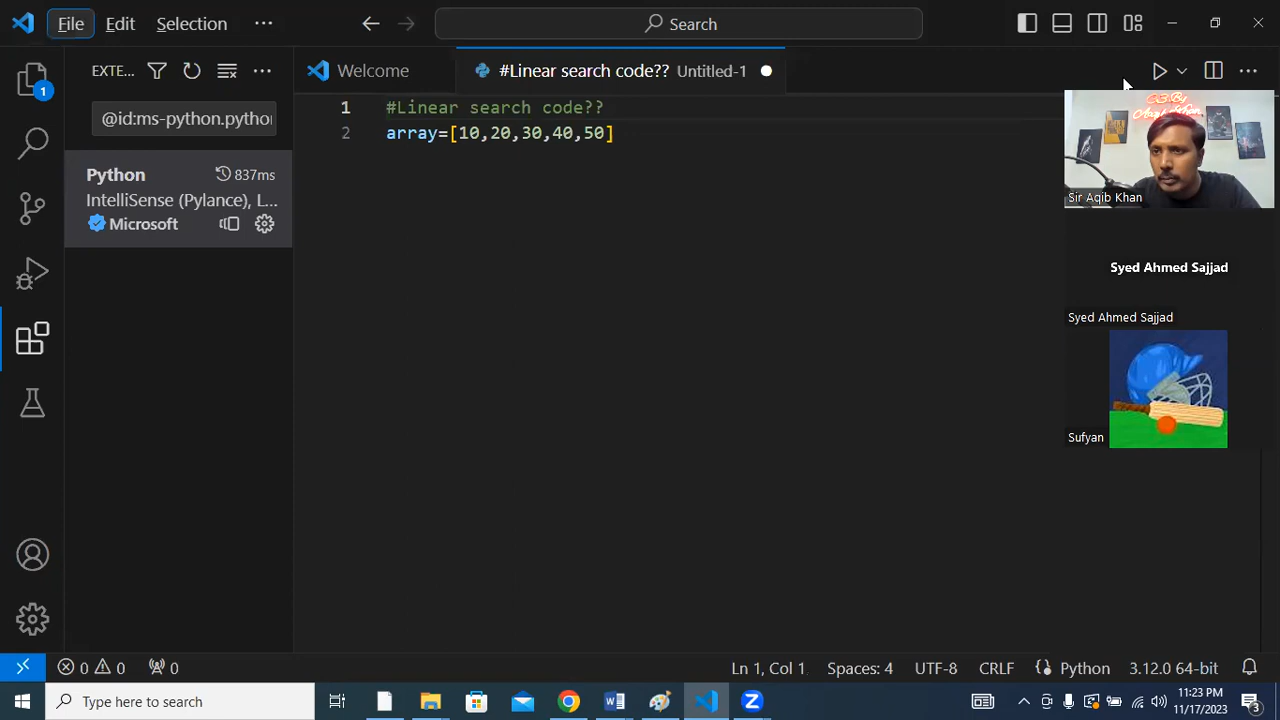 File Edit Selection ··· Search
EXTE... ···
Welcome
#Linear search code?? Untitled-1
@id:ms-python.pytho
Python 837ms
IntelliSense (Pylance), L...
Microsoft
1
1 #Linear search code??
2 array=[10,20,30,40,50]
Sir Aqib Khan
Syed Ahmed Sajjad
Syed Ahmed Sajjad
Sufyan
0 0 0 Ln 1, Col 1 Spaces: 4 UTF-8 CRLF Python 3.12.0 64-bit
Type here to search
11:23 PM
11/17/2023
3